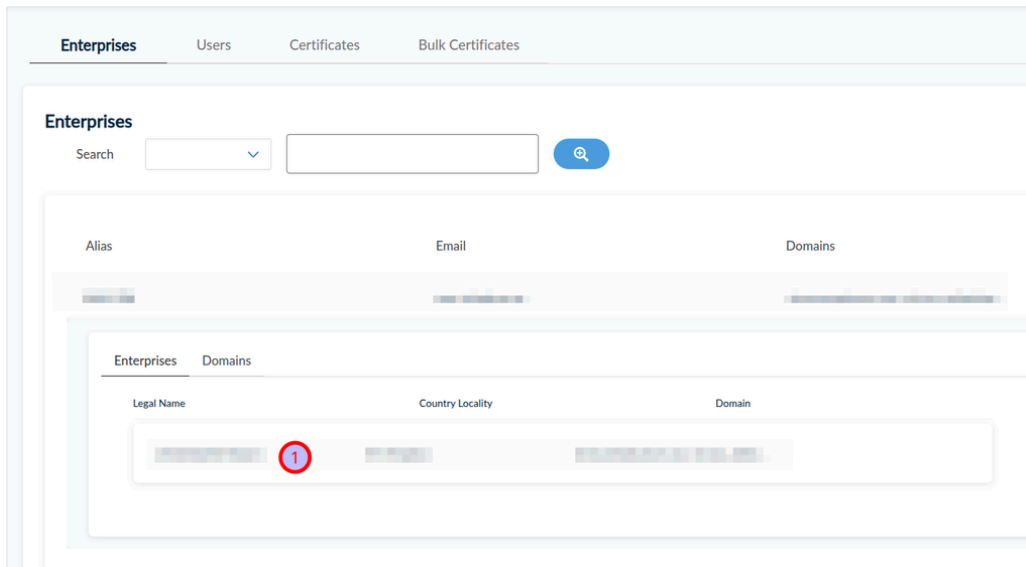 Enterprises Users Certificates Bulk Certificates
Enterprises
Search
Alias Email Domains
Enterprises Domains
Legal Name Country Locality Domain
1